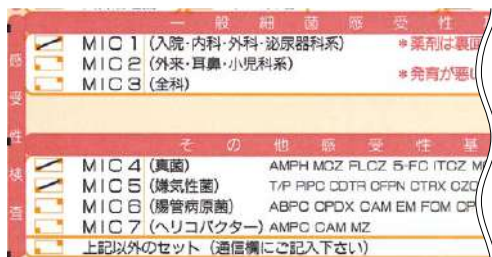 一般細菌感受性
MIC 1 (入院・内科・外科・泌尿器科系) *薬剤は裏面
MIC 2 (外来・耳鼻・小児科系)
*発育が悪い
MIC 3 (全科)
感受性検査
その他感受性基
MIC 4 (真菌) AMPH MCZ FLCZ 5-FC ITCZ
MIC 5 (嫌気性菌) T/P PIPC CDTR CFPN CTRX CZO
MIC 6 (腸管病原菌) ABPC CPDX CAM EM FOM
MIC 7 (ヘリコバクター) AMPC CAM MZ
上記以外のセット (通信欄にご記入下さい)